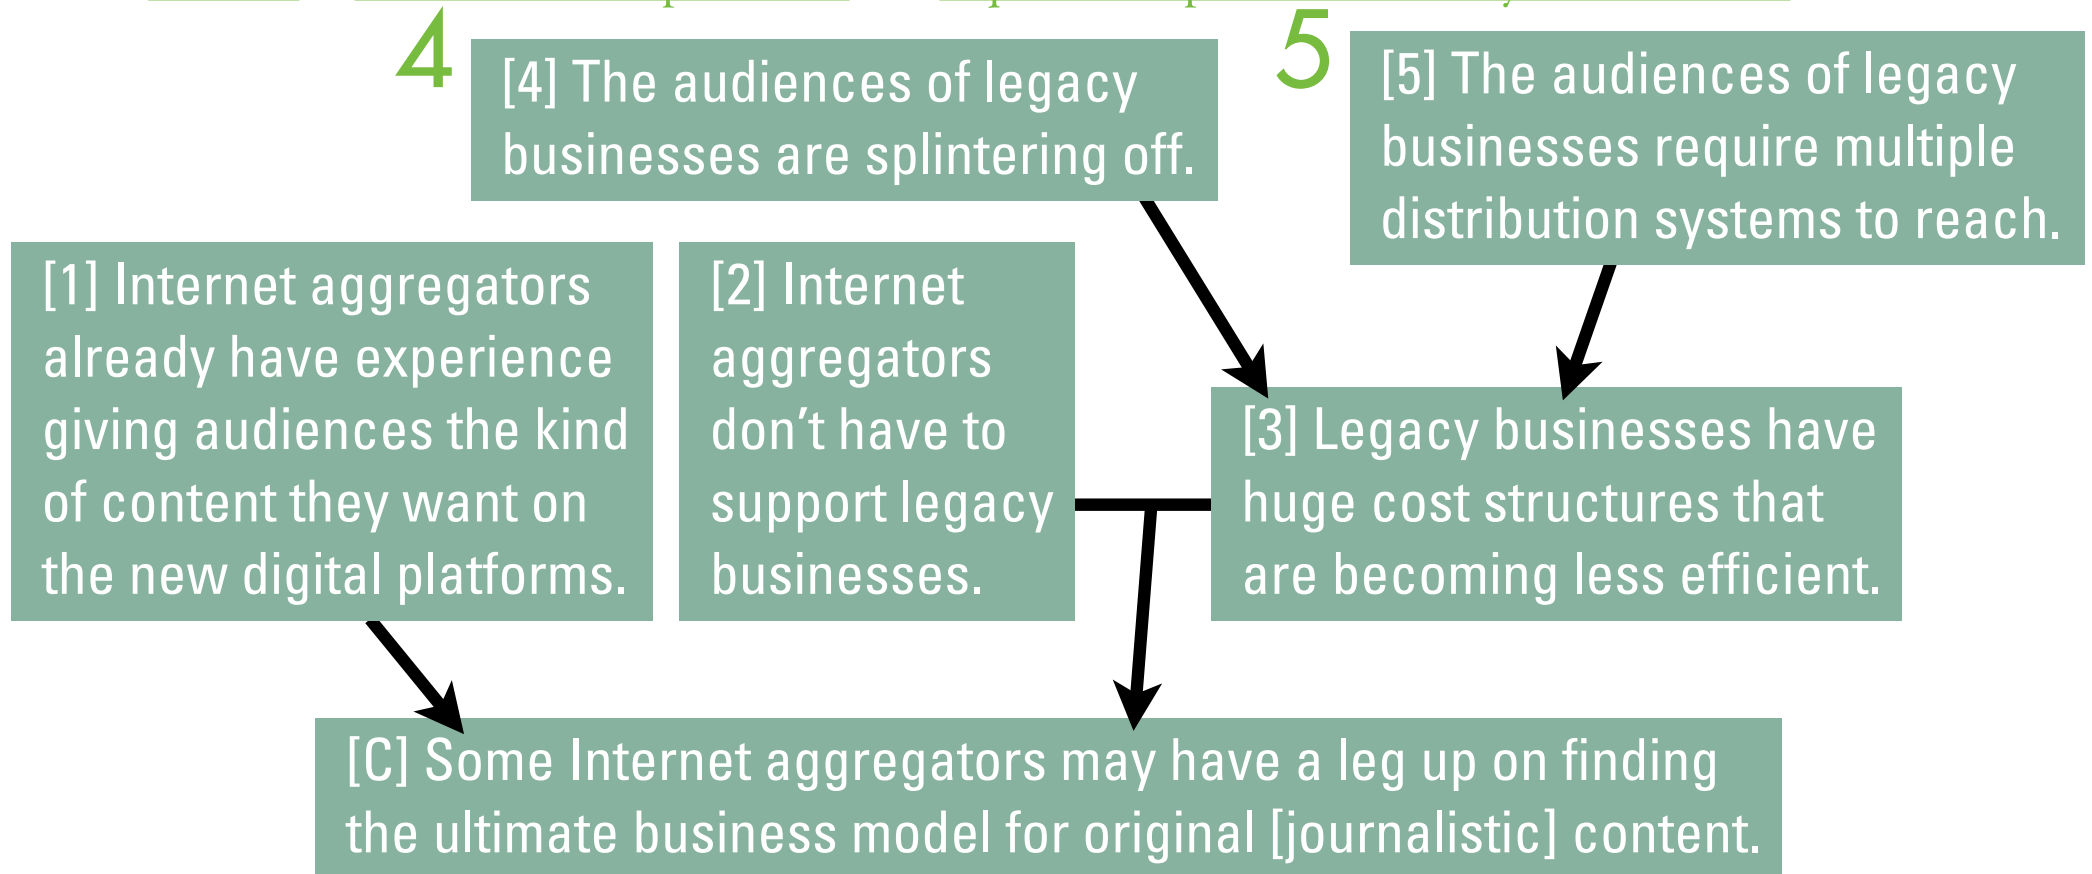 4
[4] The audiences of legacy
businesses are splintering off.
5
[5] The audiences of legacy
businesses require multiple
distribution systems to reach.
[1] Internet aggregators
already have experience
giving audiences the kind
of content they want on
the new digital platforms.
[2] Internet
aggregators
don't have to
support legacy
businesses.
[3] Legacy businesses have
huge cost structures that
are becoming less efficient.
[C] Some Internet aggregators may have a leg up on finding
the ultimate business model for original [journalistic] content.